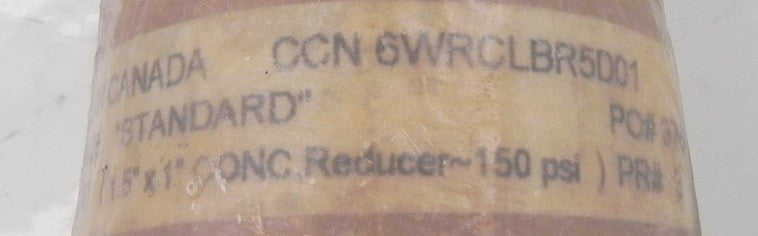 CANADA CCN 6WRCLBR5D01
"STANDARD" PO#
(1.5" x 1" CONC. Reducer~150 psi ) PR#